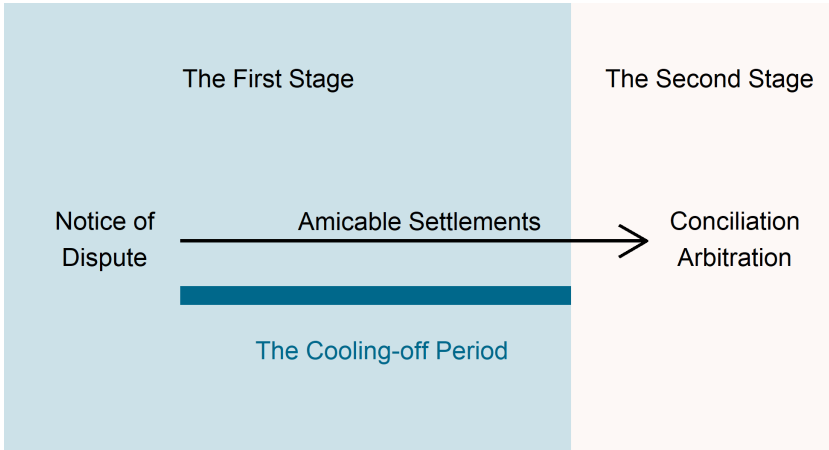 The First Stage
The Second Stage
Notice of
Dispute
Amicable Settlements
Conciliation
Arbitration
The Cooling-off Period